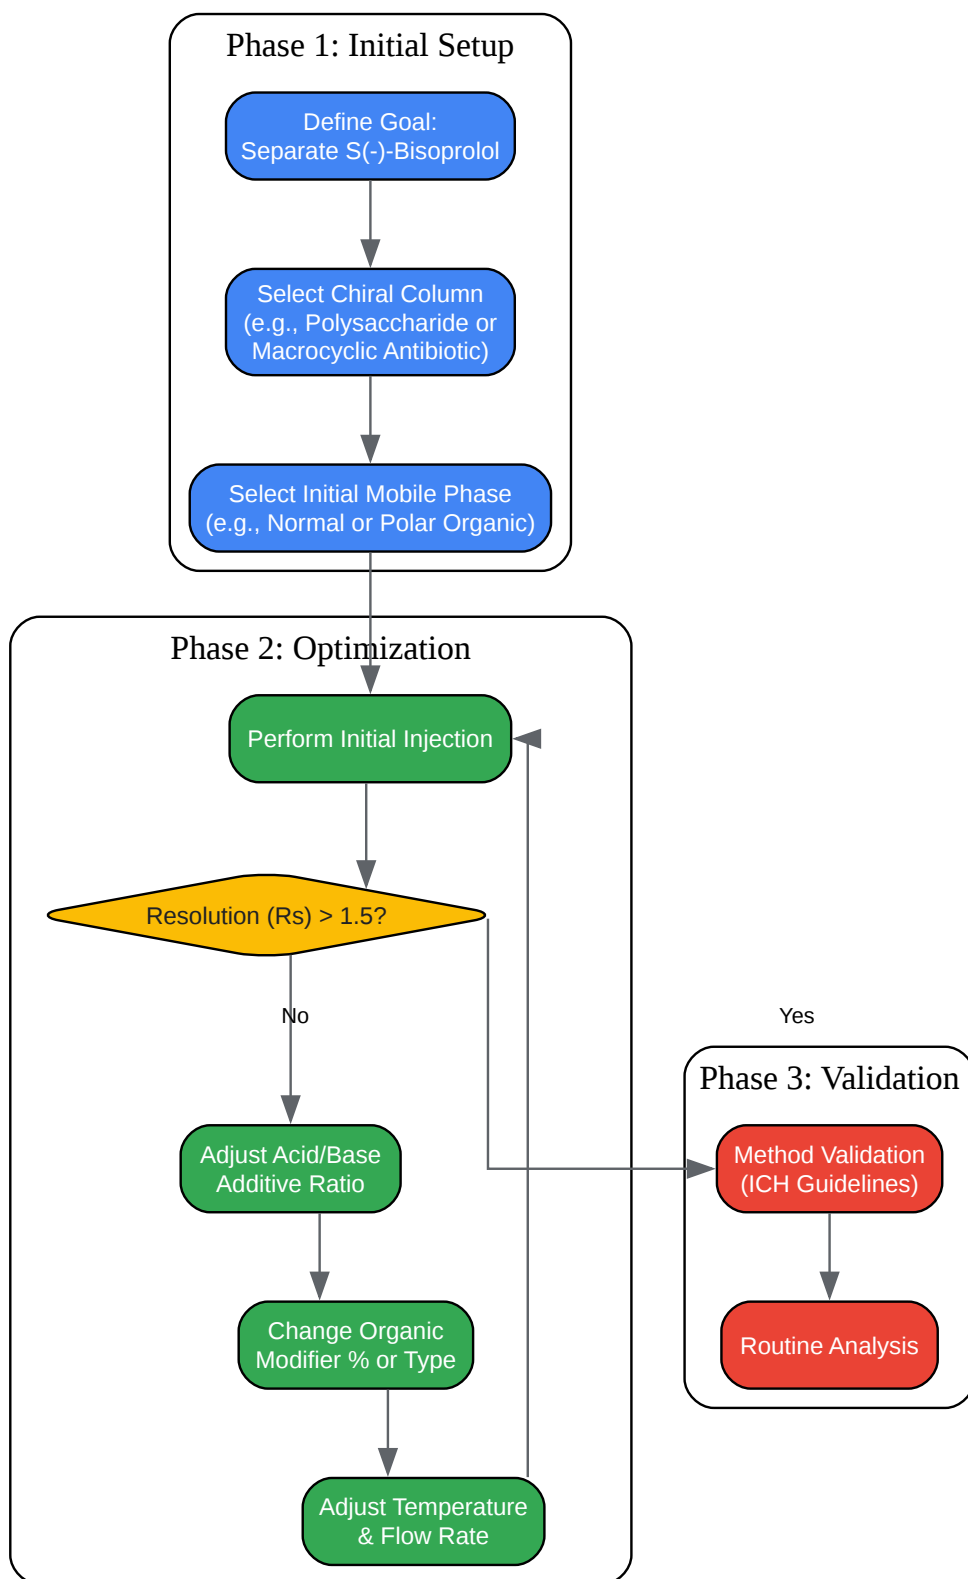 Phase 1: Initial Setup
Define Goal:
Separate S(-)-Bisoprolol
Select Chiral Column
(e.g., Polysaccharide or
Macrocyclic Antibiotic)
Select Initial Mobile Phase
(e.g., Normal or Polar Organic)
Phase 2: Optimization
Perform Initial Injection
Resolution (Rs) > 1.5?
No
Yes
Adjust Acid/Base
Additive Ratio
Change Organic
Modifier % or Type
Adjust Temperature
& Flow Rate
Phase 3: Validation
Method Validation
(ICH Guidelines)
Routine Analysis